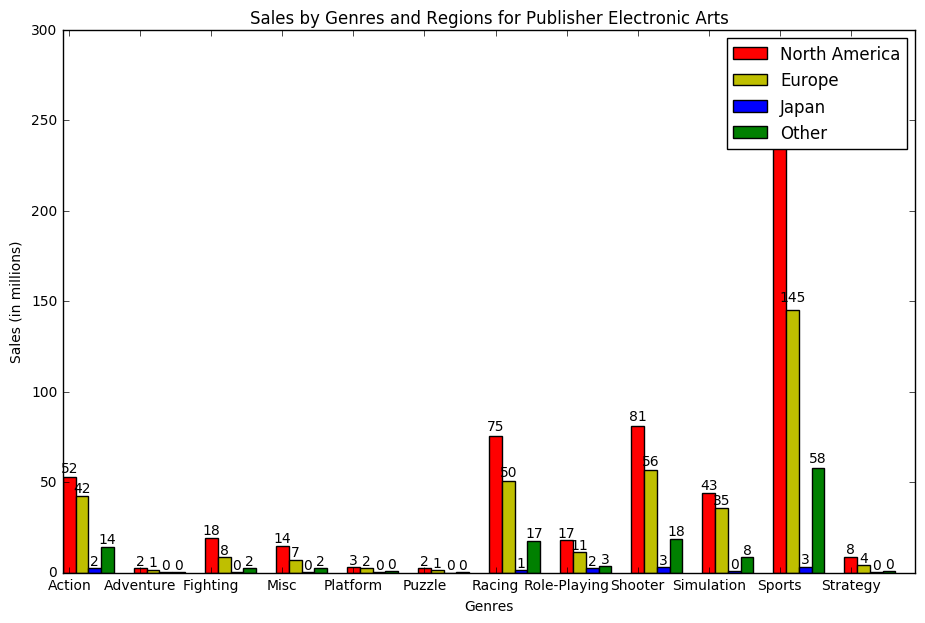 Sales by Genres and Regions for Publisher Electronic Arts
300
250
200
150
100
50
0
Sales (in millions)
North America
Europe
Japan
Other
52 42 2 14
2 1 0 0
18 8 0 2
14 7 0 2
3 2 0 0
2 1 0 0
75 50 1 17
17 11 2 3
81 56 3 18
43 35 0 8
145 3 58
8 4 0 0
Action Adventure Fighting Misc Platform Puzzle Racing Role-Playing Shooter Simulation Sports Strategy
Genres